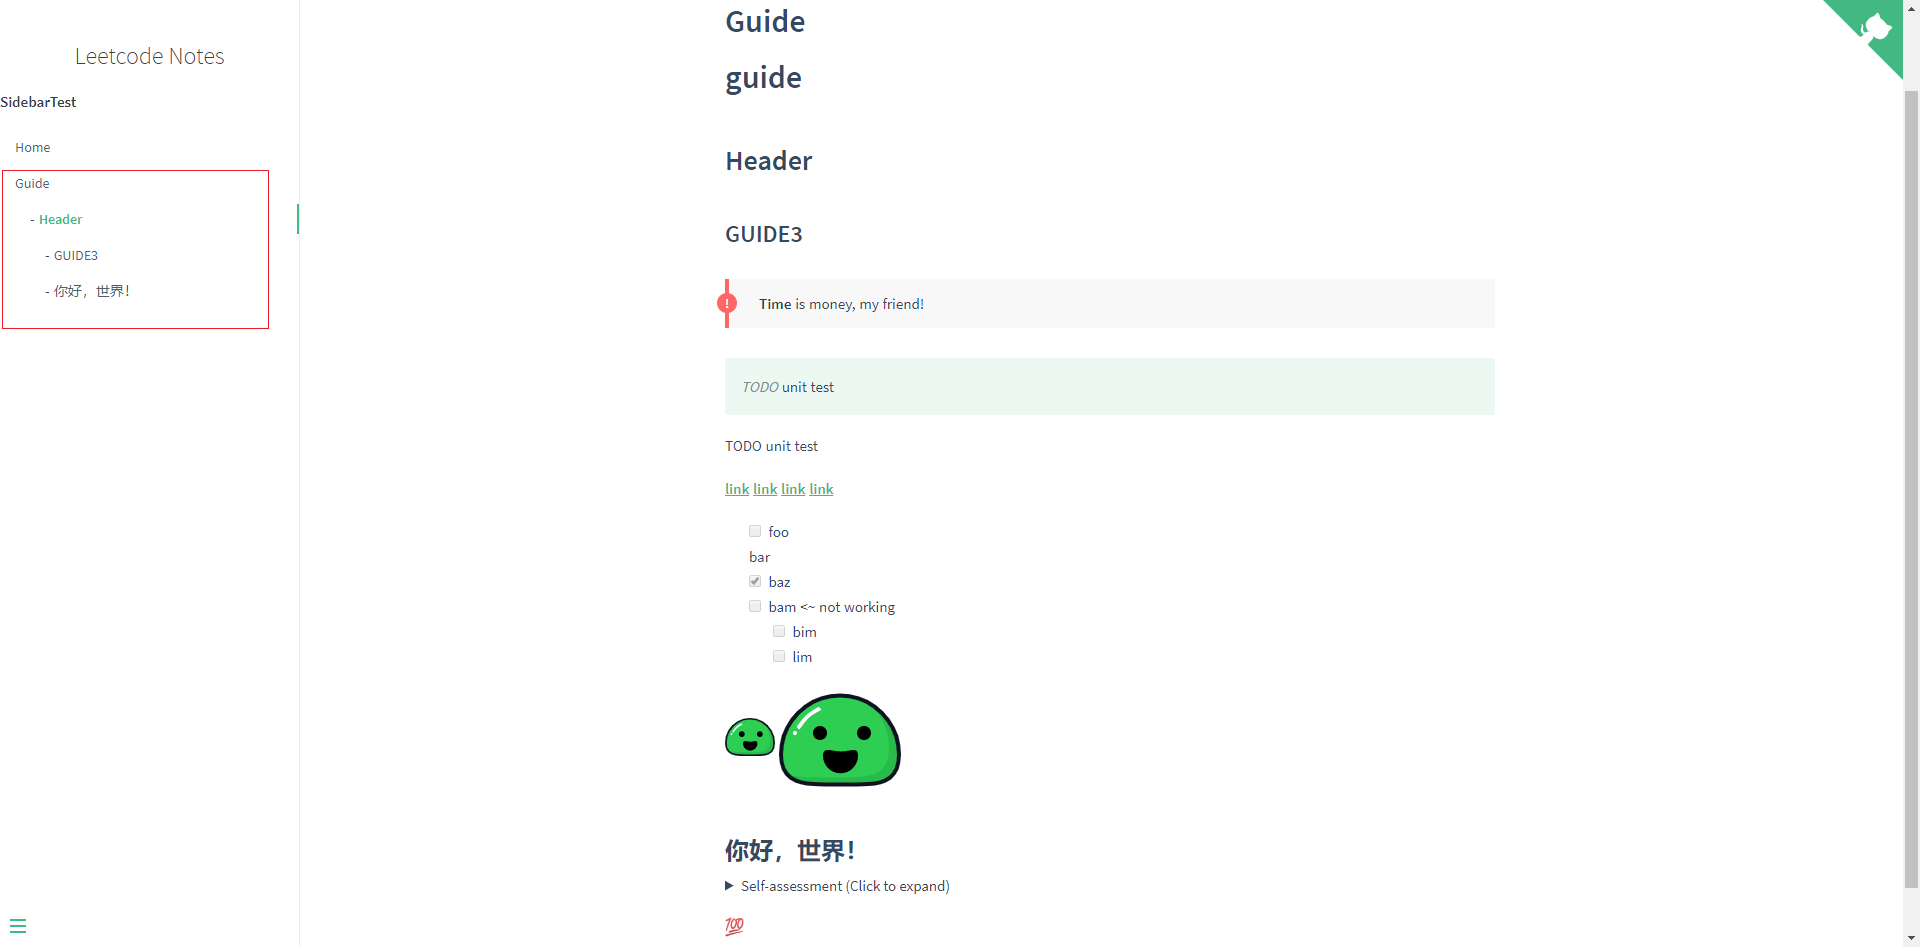 Leetcode Notes
SidebarTest
Home
Guide
- Header
- GUIDE3
- 你好，世界！
Guide
guide
Header
GUIDE3
! Time is money, my friend!
TODO unit test
TODO unit test
link link link link
foo
bar
baz
bam <~ not working
bim
lim
你好，世界！
Self-assessment (Click to expand)
💯